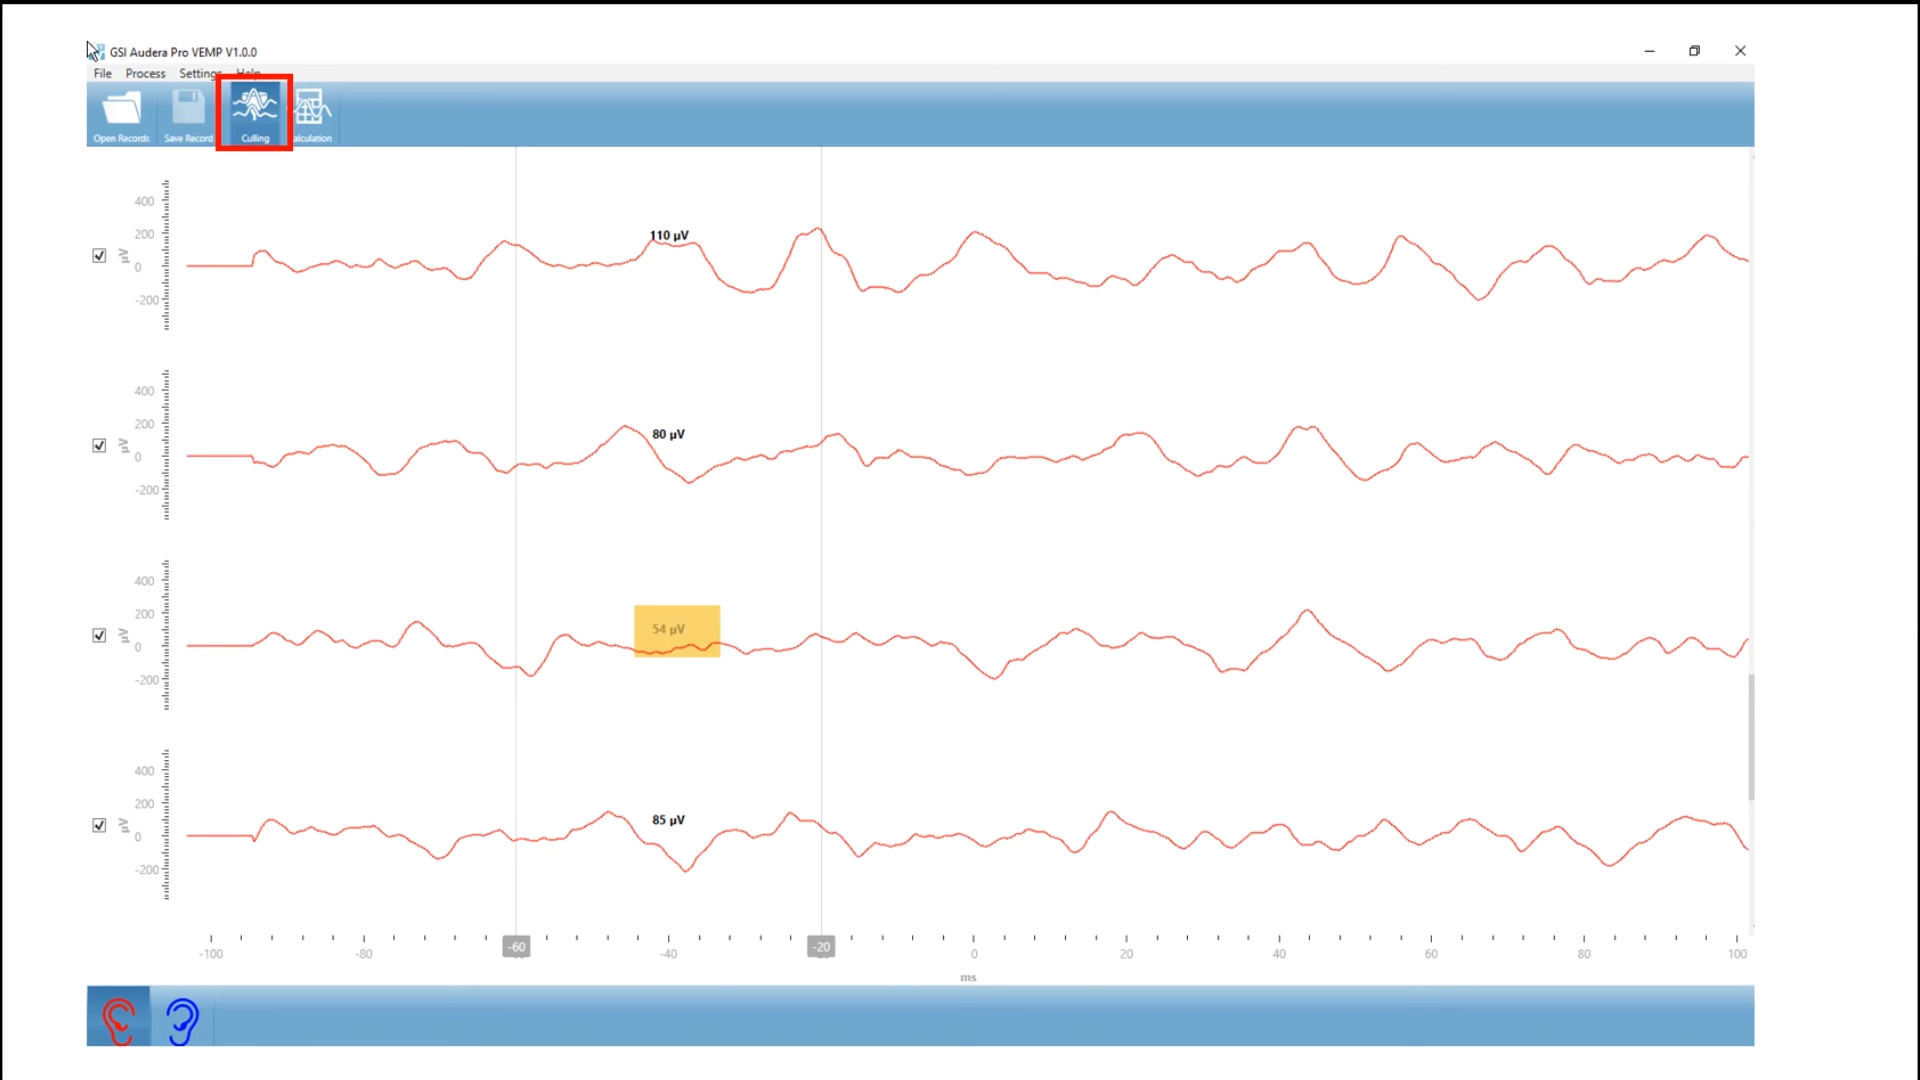 GSI Audera Pro VEMP V1.0.0
File Process Settings Help
Open Records Save Record Culling alculation
400
200
0
-200
µV
110 µV
400
200
0
-200
µV
80 µV
400
200
0
-200
µV
54 µV
400
200
0
-200
µV
85 µV
-100 -80 -60 -40 -20 0 20 40 60 80 100
ms